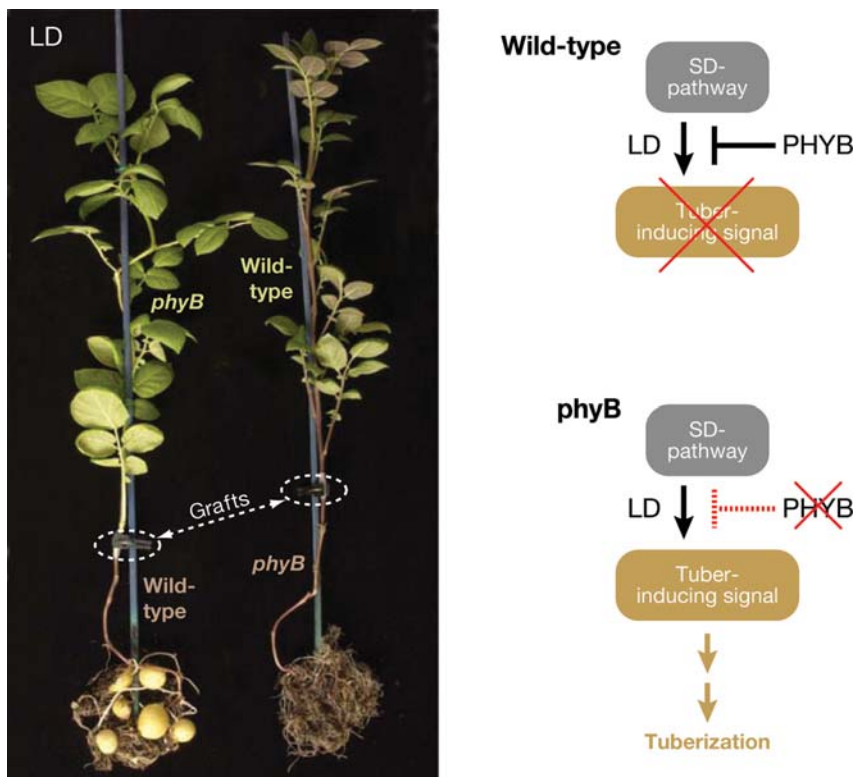 LD
phyB
Wild-
type
Grafts
Wild-
type
phyB
Wild-type
SD-
pathway
LD
PHYB
Tuber-
inducing signal
phyB
SD-
pathway
LD
PHYB
Tuber-
inducing signal
Tuberization